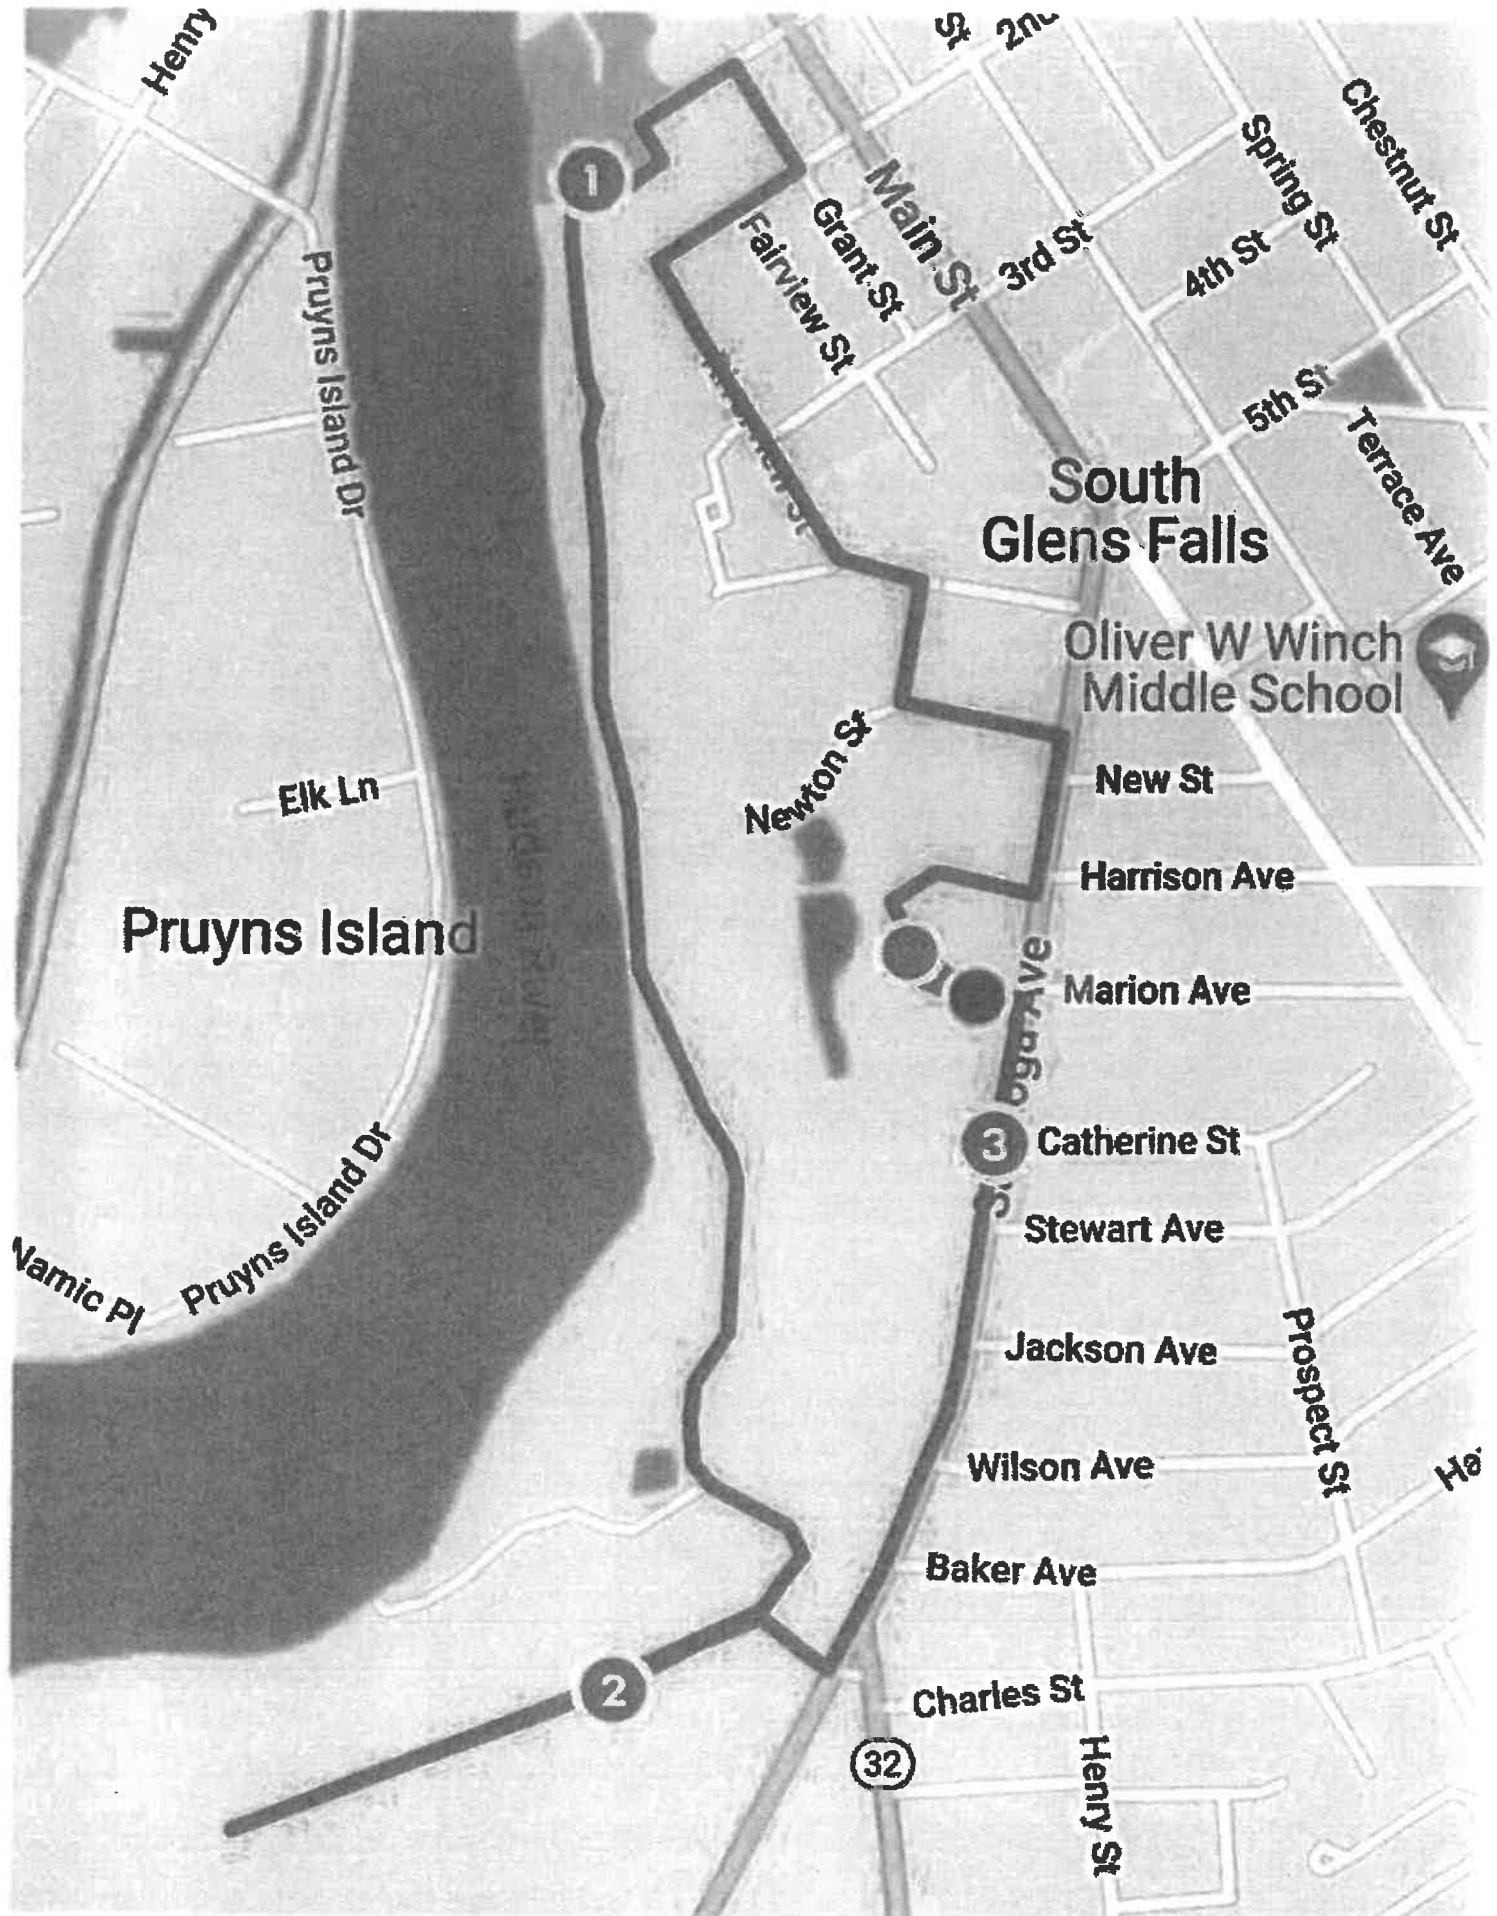 Henry
St
2nd
Chestnut St
Spring St
1
Main St
Grant St
3rd St
4th St
Fairview St
Pruyns Island Dr
5th St
Terrace Ave
South
Glens Falls
Oliver W Winch
Middle School
Newton St
New St
Elk Ln
Harrison Ave
Pruyns Island
Marion Ave
3
Catherine St
Pruyns Island Dr
Stewart Ave
Namic Pl
Jackson Ave
Prospect St
Wilson Ave
Baker Ave
2
Charles St
32
Henry St